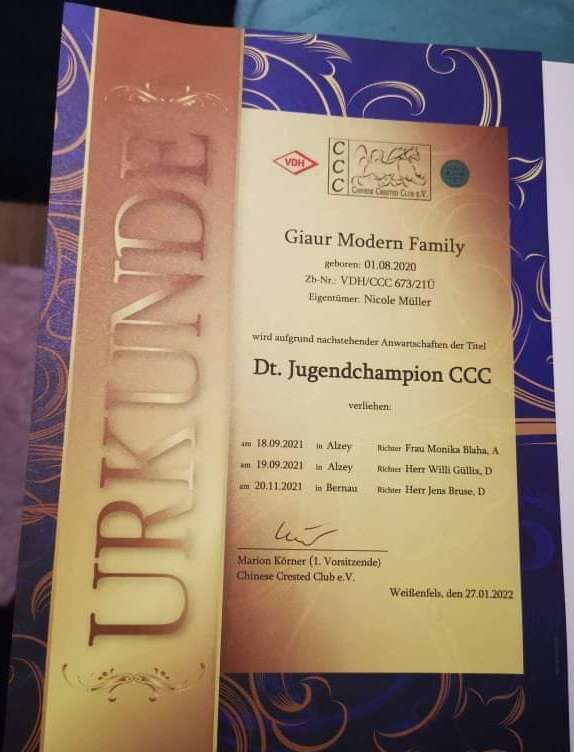 URKUNDE
VDH
CCC
CHINESE CRESTED CLUB e.V.
Giaur Modern Family
geboren: 01.08.2020
Zb-Nr.: VDH/CCC 673/21Ü
Eigentümer: Nicole Müller
wird aufgrund nachstehender Anwartschaften der Titel
Dt. Jugendchampion CCC
verliehen:
am 18.09.2021 in Alzey Richter Frau Monika Blaha, A
am 19.09.2021 in Alzey Richter Herr Willi Güllix, D
am 20.11.2021 in Bernau Richter Herr Jens Bruse, D
Marion Körner (1. Vorsitzende)
Chinese Crested Club e.V.
Weißenfels, den 27.01.2022